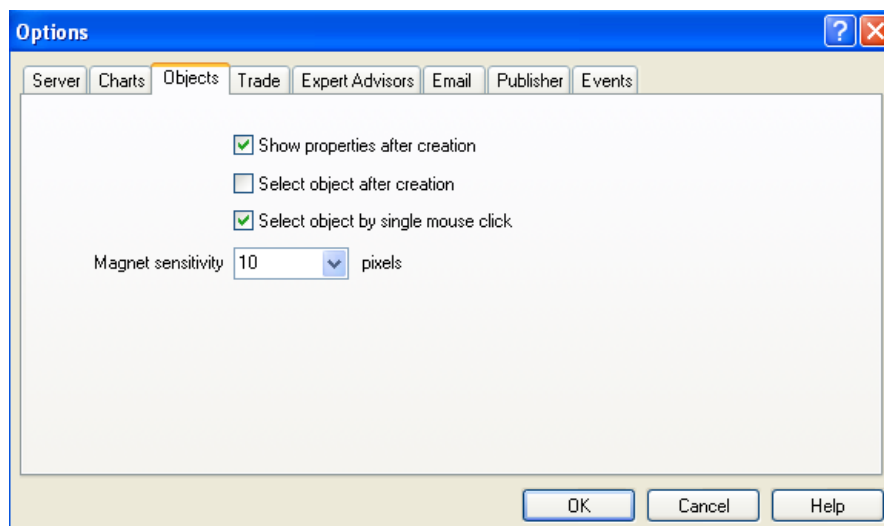 Options
Server Charts Objects Trade Expert Advisors Email Publisher Events
Show properties after creation
Select object after creation
Select object by single mouse click
Magnet sensitivity 10 pixels
OK Cancel Help